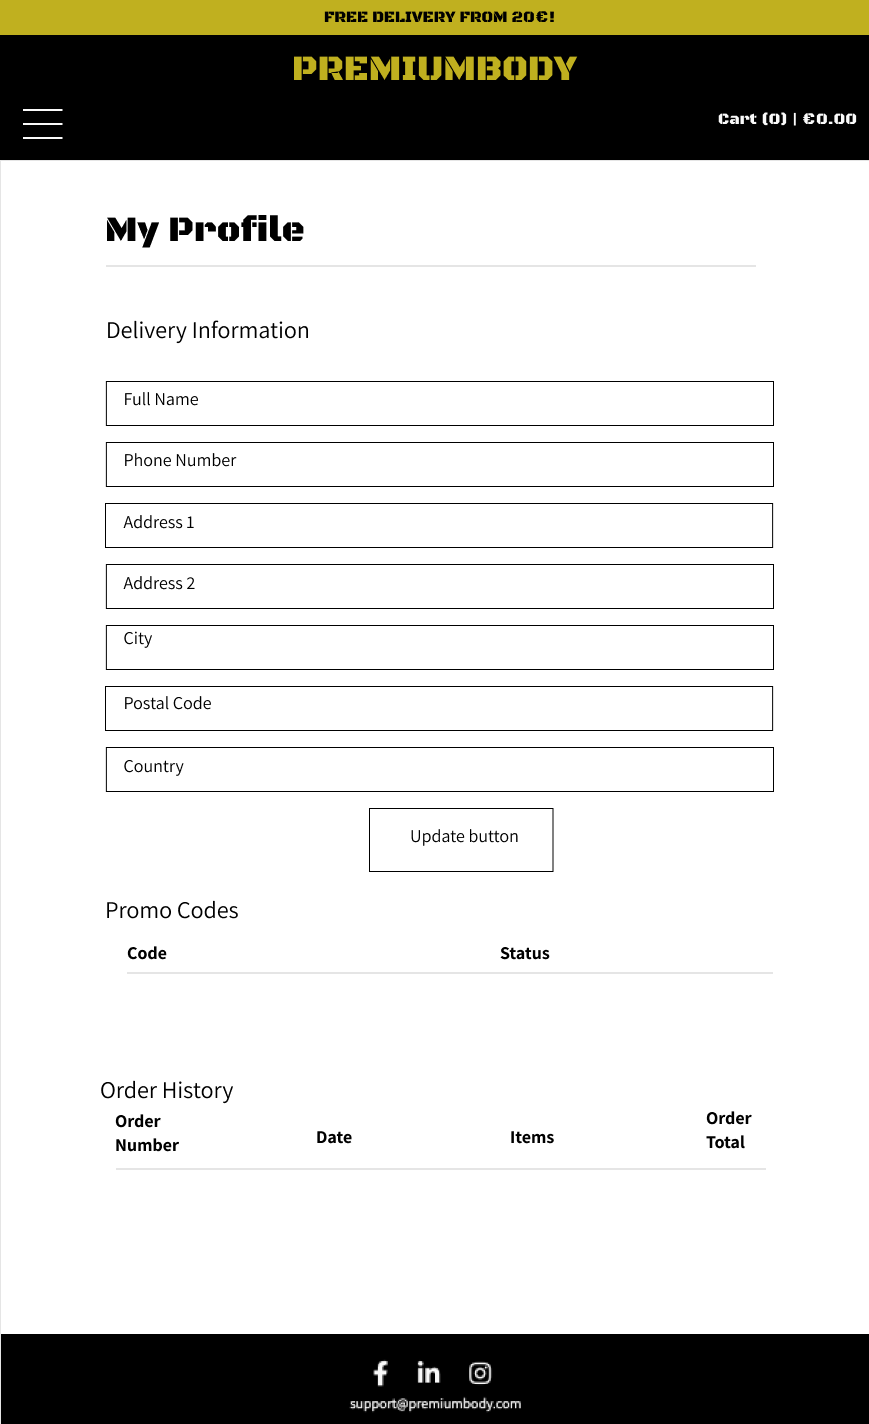 FREE DELIVERY FROM 20€!
PREMIUMBODY
Cart (0) | €0.00
My Profile
Delivery Information
Full Name
Phone Number
Address 1
Address 2
City
Postal Code
Country
Update button
Promo Codes
Code Status
Order History
Order Number Date Items Order Total
support@premiumbody.com